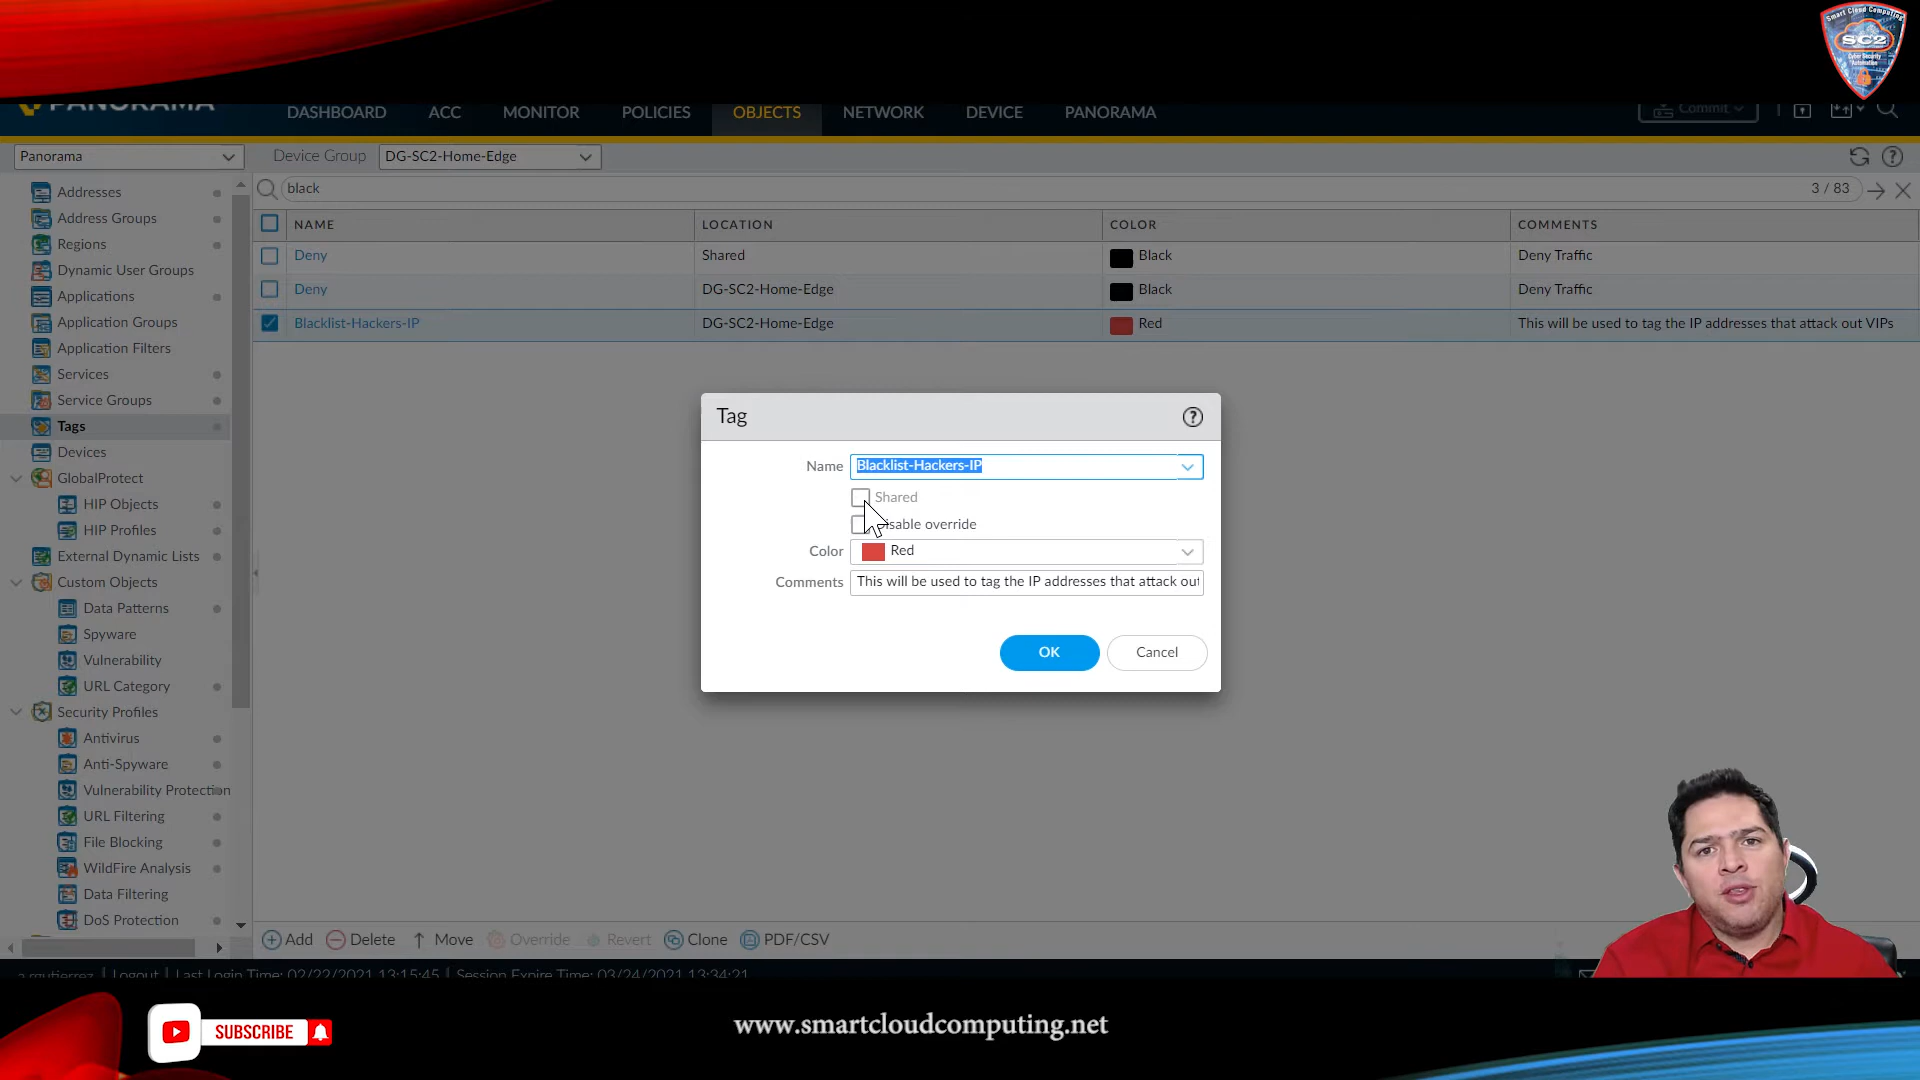 Smart Cloud Computing
SC2
Cyber Security
Automation
PANORAMA
DASHBOARD ACC MONITOR POLICIES OBJECTS NETWORK DEVICE PANORAMA
Commit
Panorama Device Group DG-SC2-Home-Edge
black 3 / 83
NAME LOCATION COLOR COMMENTS
Deny Shared Black Deny Traffic
Deny DG-SC2-Home-Edge Black Deny Traffic
Blacklist-Hackers-IP DG-SC2-Home-Edge Red This will be used to tag the IP addresses that attack out VIPs
Addresses
Address Groups
Regions
Dynamic User Groups
Applications
Application Groups
Application Filters
Services
Service Groups
Tags
Devices
GlobalProtect
HIP Objects
HIP Profiles
External Dynamic Lists
Custom Objects
Data Patterns
Spyware
Vulnerability
URL Category
Security Profiles
Antivirus
Anti-Spyware
Vulnerability Protection
URL Filtering
File Blocking
WildFire Analysis
Data Filtering
DoS Protection
Tag
Name Blacklist-Hackers-IP
Shared
sable override
Color Red
Comments This will be used to tag the IP addresses that attack out
OK Cancel
Add Delete Move Override Revert Clone PDF/CSV
a.gutierrez | Logout | Last Login Time: 02/22/2021 13:15:45 | Session Expire Time: 03/24/2021 13:34:21
SUBSCRIBE
www.smartcloudcomputing.net